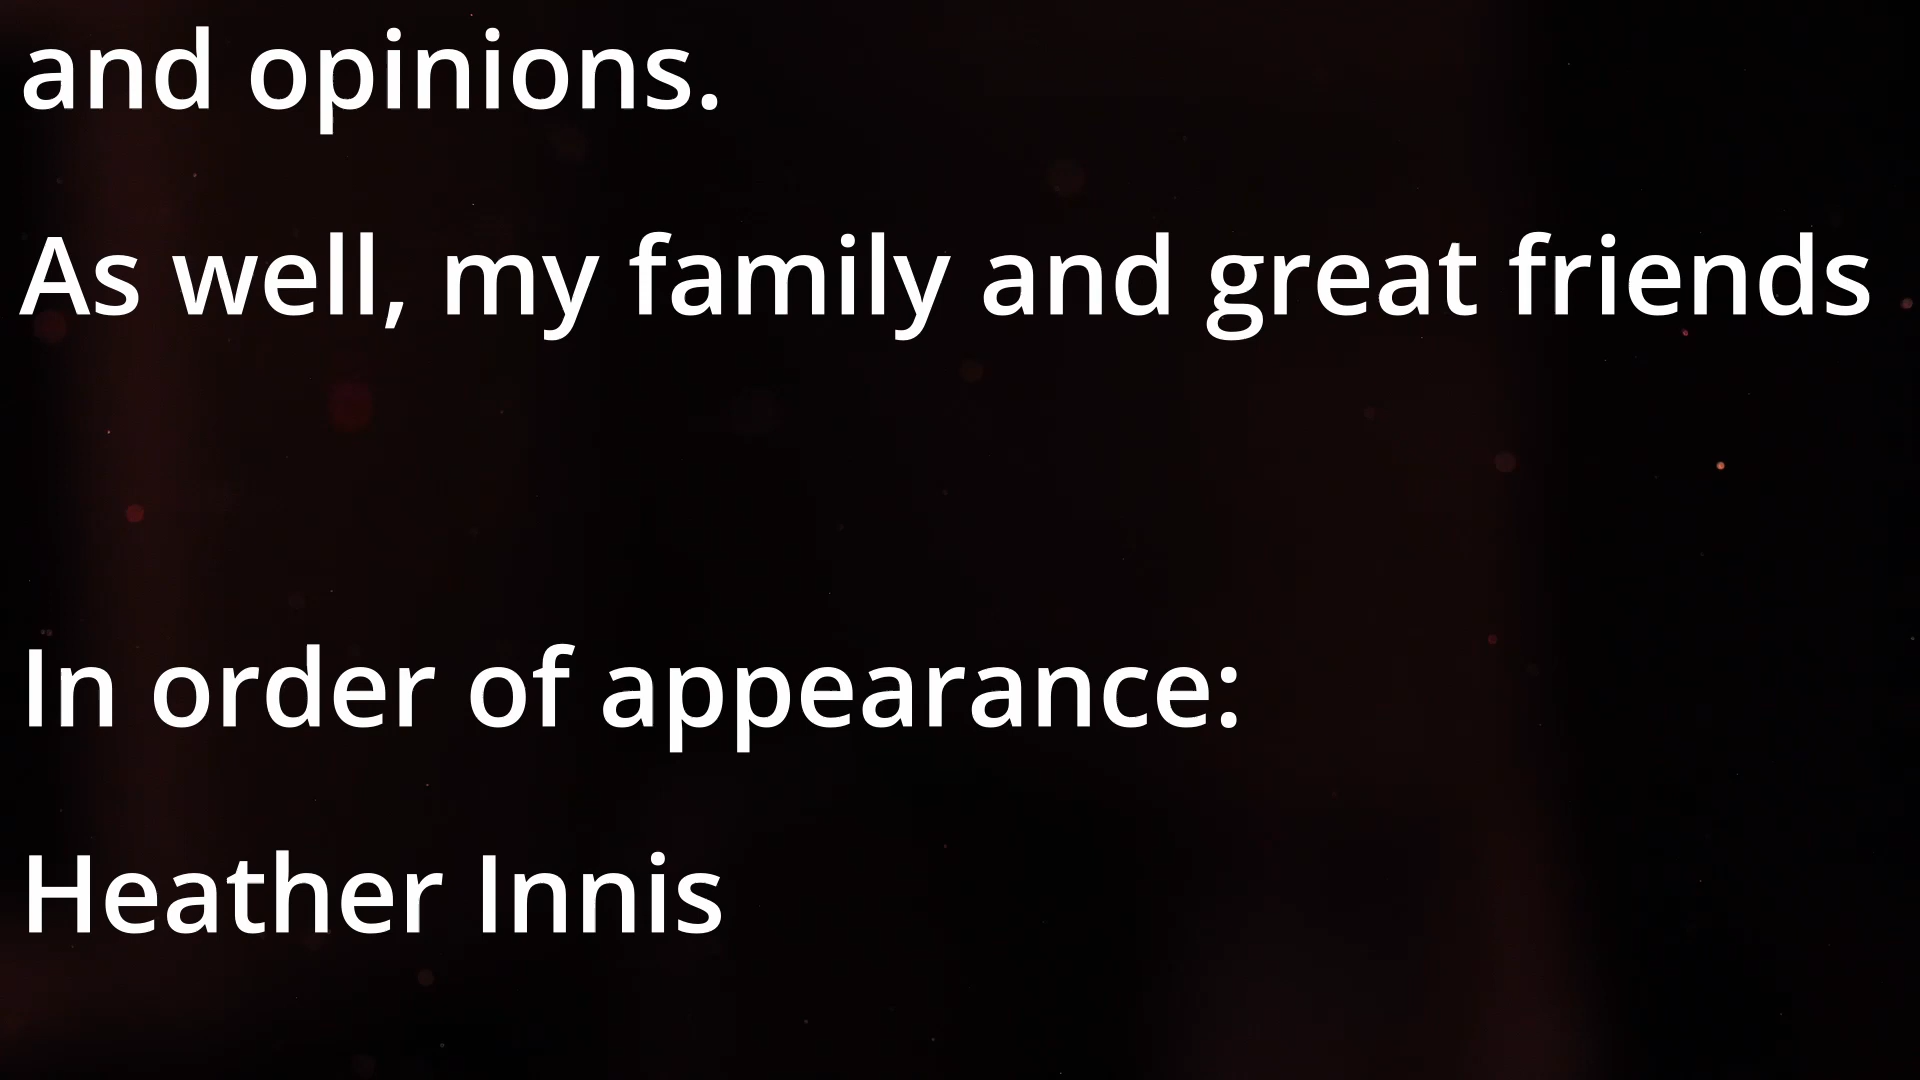 and opinions.
As well, my family and great friends
In order of appearance:
Heather Innis